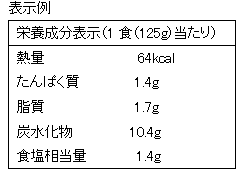 表示例
栄養成分表示(1 食(125g)当たり)
熱量 64kcal
たんぱく質 1.4g
脂質 1.7g
炭水化物 10.4g
食塩相当量 1.4g